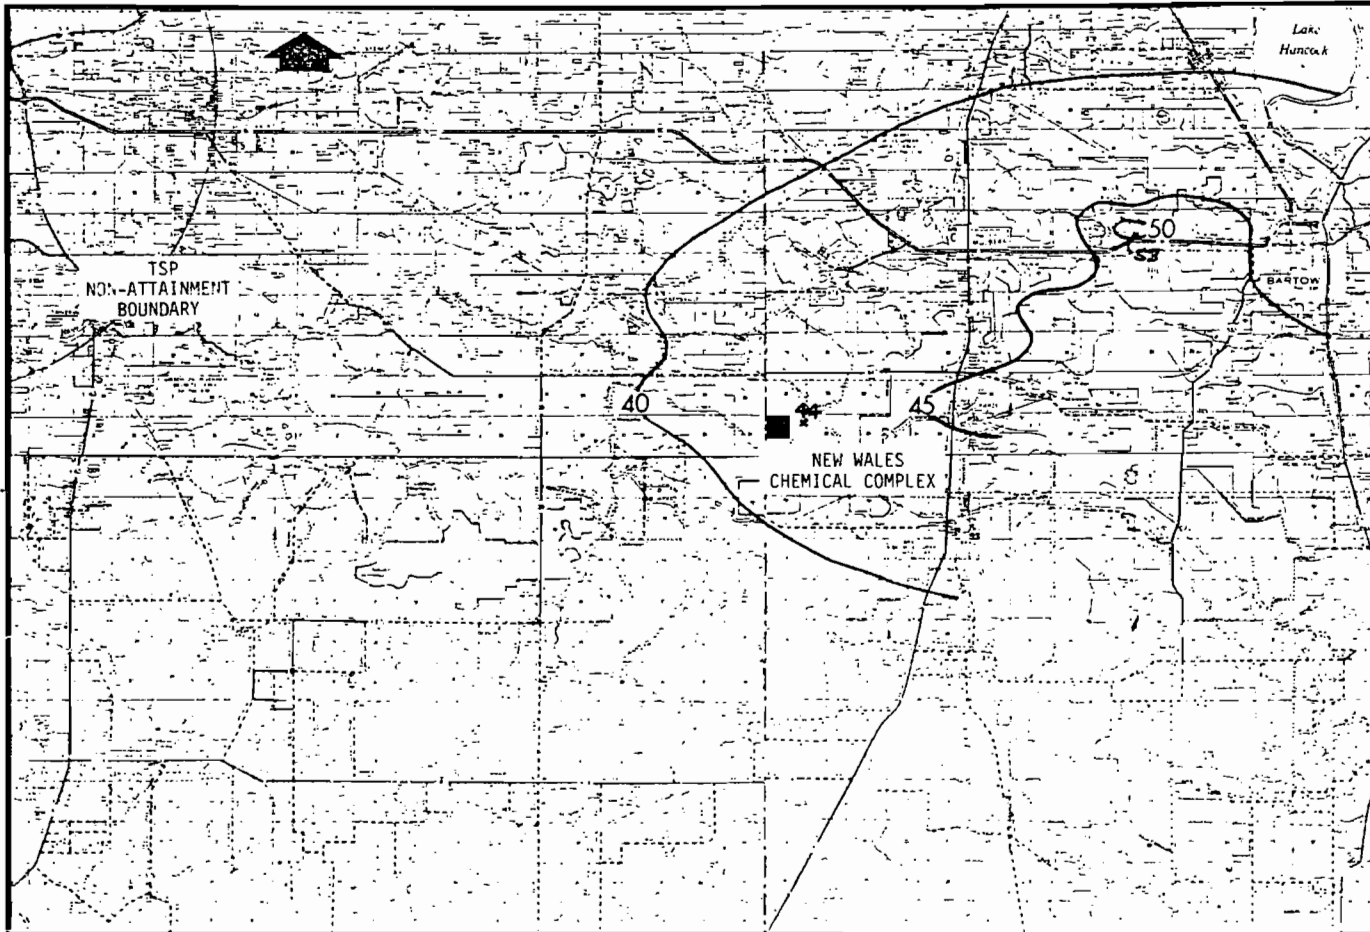 Lake
Hancock
50
53
TSP
NON-ATTAINMENT
BOUNDARY
BARTOW
40
44
45
NEW WALES
CHEMICAL COMPLEX